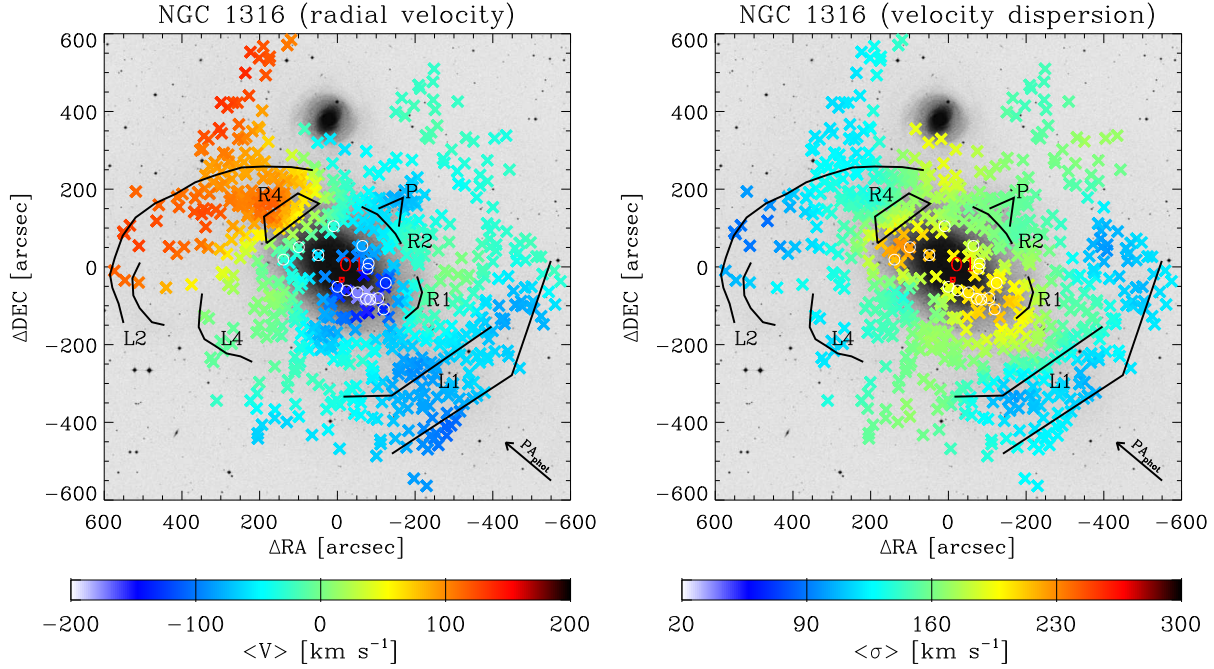 NGC 1316 (radial velocity)
600
400
200
0
−200
−400
−600
ΔDEC [arcsec]
R4
P
R2
R1
L2
L4
L1
PAphot
600
400
200
0
−200
−400
−600
ΔRA [arcsec]
−200
−100
0
100
200
<V> [km s⁻¹]
NGC 1316 (velocity dispersion)
600
400
200
0
−200
−400
−600
ΔDEC [arcsec]
R4
P
R2
R1
L2
L4
L1
PAphot
600
400
200
0
−200
−400
−600
ΔRA [arcsec]
20
90
160
230
300
<σ> [km s⁻¹]